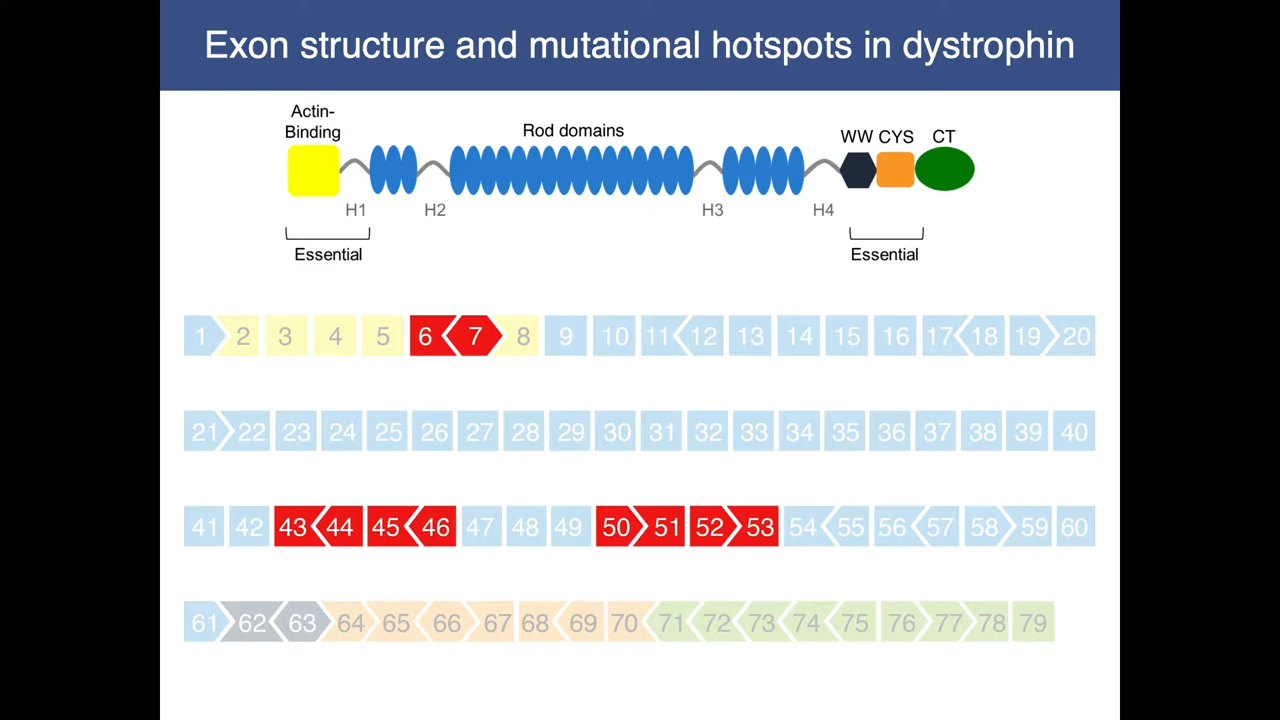 Exon structure and mutational hotspots in dystrophin
Actin-
Binding
Rod domains
WW CYS CT
H1 H2 H3 H4
Essential Essential
1 2 3 4 5 6 7 8 9 10 11 12 13 14 15 16 17 18 19 20
21 22 23 24 25 26 27 28 29 30 31 32 33 34 35 36 37 38 39 40
41 42 43 44 45 46 47 48 49 50 51 52 53 54 55 56 57 58 59 60
61 62 63 64 65 66 67 68 69 70 71 72 73 74 75 76 77 78 79